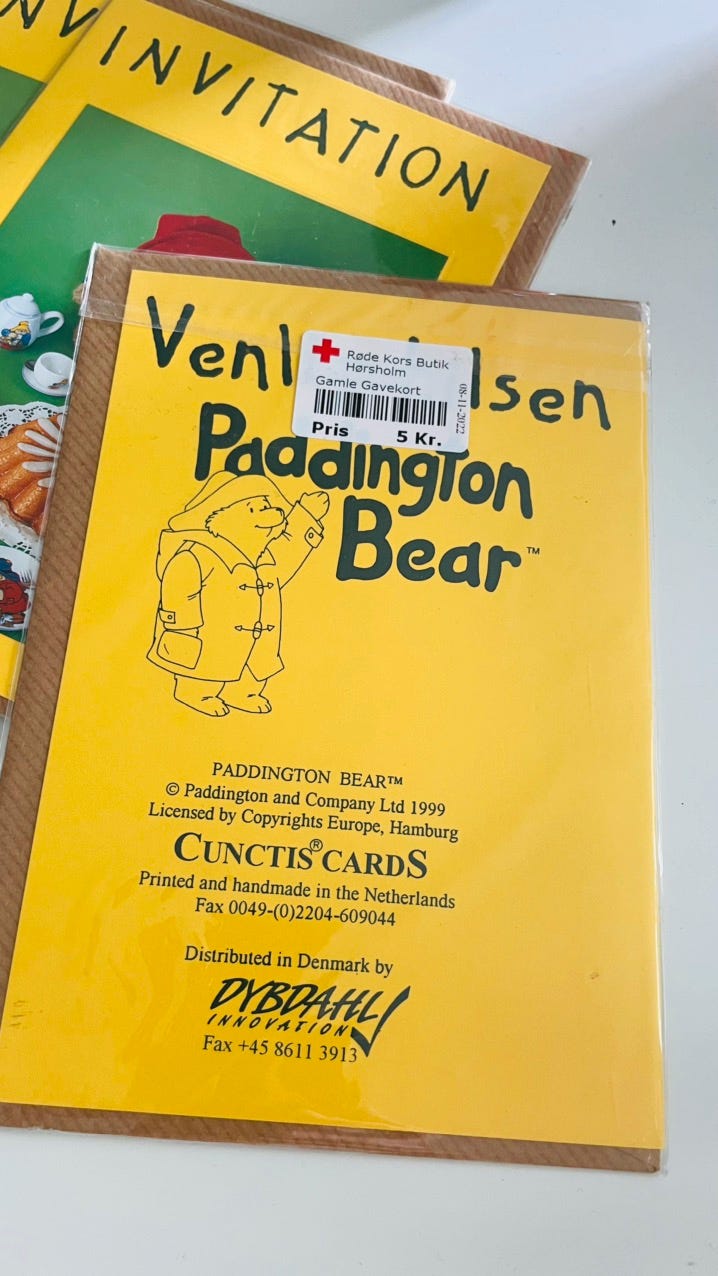 INV
INVITATION
Røde Kors Butik
Hørsholm
Gamle Gavekort
08-11-2022
Pris 5 Kr.
Paddington
Bear™
PADDINGTON BEAR™
© Paddington and Company Ltd 1999
Licensed by Copyrights Europe, Hamburg
CUNCTIS® CARDS
Printed and handmade in the Netherlands
Fax 0049-(0)2204-609044
Distributed in Denmark by
DYBDAHL
INNOVATION
Fax +45 8611 3913